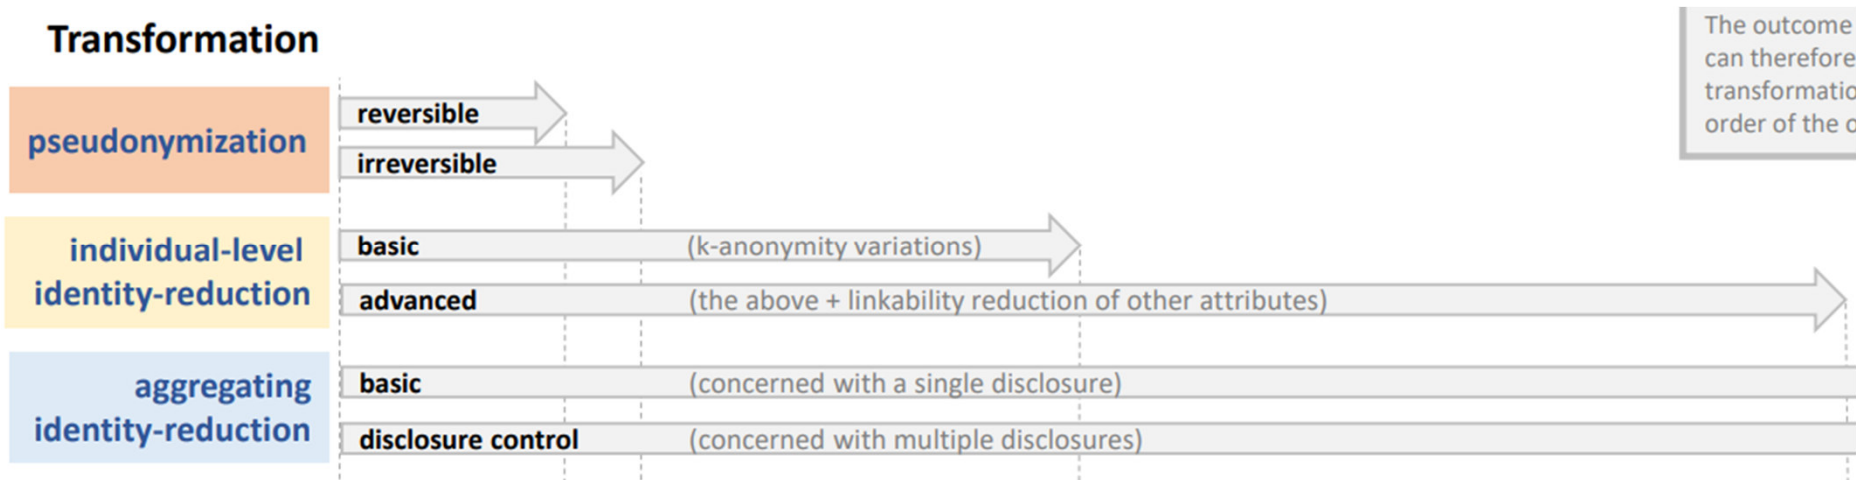 Transformation
pseudonymization
reversible
irreversible
individual-level
identity-reduction
basic (k-anonymity variations)
advanced (the above + linkability reduction of other attributes)
aggregating
identity-reduction
basic (concerned with a single disclosure)
disclosure control (concerned with multiple disclosures)
The outcome
can therefore
transformatio
order of the o